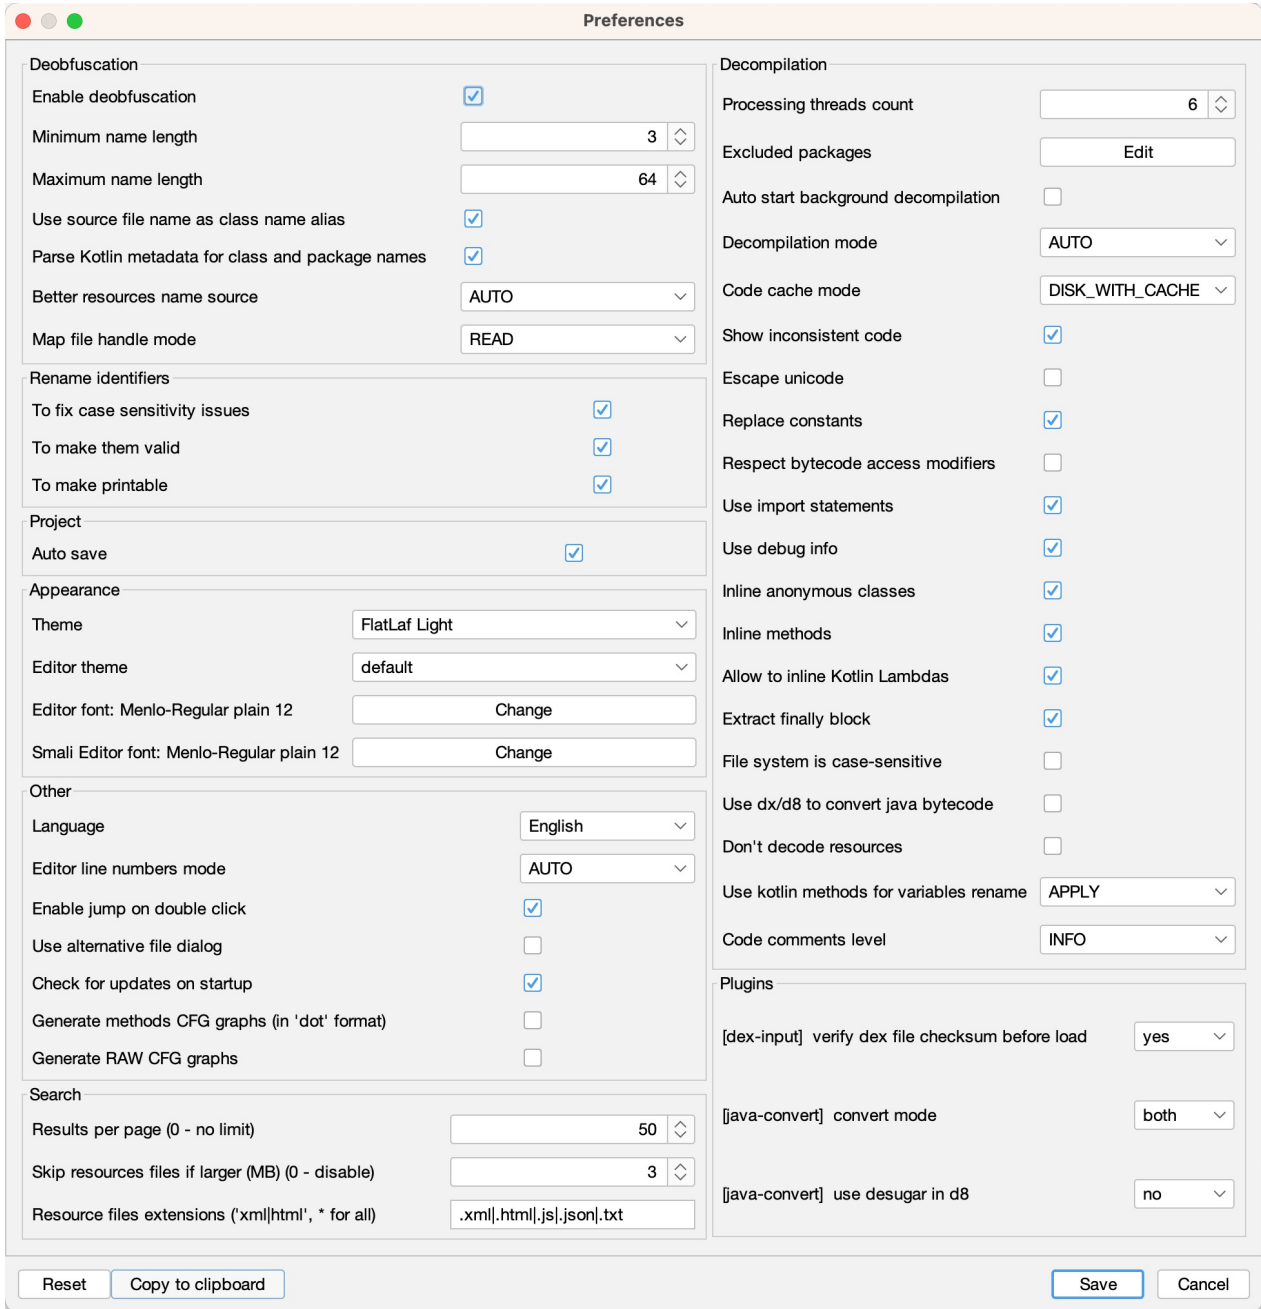 Preferences
Deobfuscation
Enable deobfuscation
Minimum name length 3
Maximum name length 64
Use source file name as class name alias
Parse Kotlin metadata for class and package names
Better resources name source AUTO
Map file handle mode READ
Rename identifiers
To fix case sensitivity issues
To make them valid
To make printable
Project
Auto save
Appearance
Theme FlatLaf Light
Editor theme default
Editor font: Menlo-Regular plain 12 Change
Smali Editor font: Menlo-Regular plain 12 Change
Other
Language English
Editor line numbers mode AUTO
Enable jump on double click
Use alternative file dialog
Check for updates on startup
Generate methods CFG graphs (in 'dot' format)
Generate RAW CFG graphs
Search
Results per page (0 - no limit) 50
Skip resources files if larger (MB) (0 - disable) 3
Resource files extensions ('xml|html', * for all) .xml|.html|.js|.json|.txt
Decompilation
Processing threads count 6
Excluded packages Edit
Auto start background decompilation
Decompilation mode AUTO
Code cache mode DISK_WITH_CACHE
Show inconsistent code
Escape unicode
Replace constants
Respect bytecode access modifiers
Use import statements
Use debug info
Inline anonymous classes
Inline methods
Allow to inline Kotlin Lambdas
Extract finally block
File system is case-sensitive
Use dx/d8 to convert java bytecode
Don't decode resources
Use kotlin methods for variables rename APPLY
Code comments level INFO
Plugins
[dex-input] verify dex file checksum before load yes
[java-convert] convert mode both
[java-convert] use desugar in d8 no
Reset Copy to clipboard Save Cancel